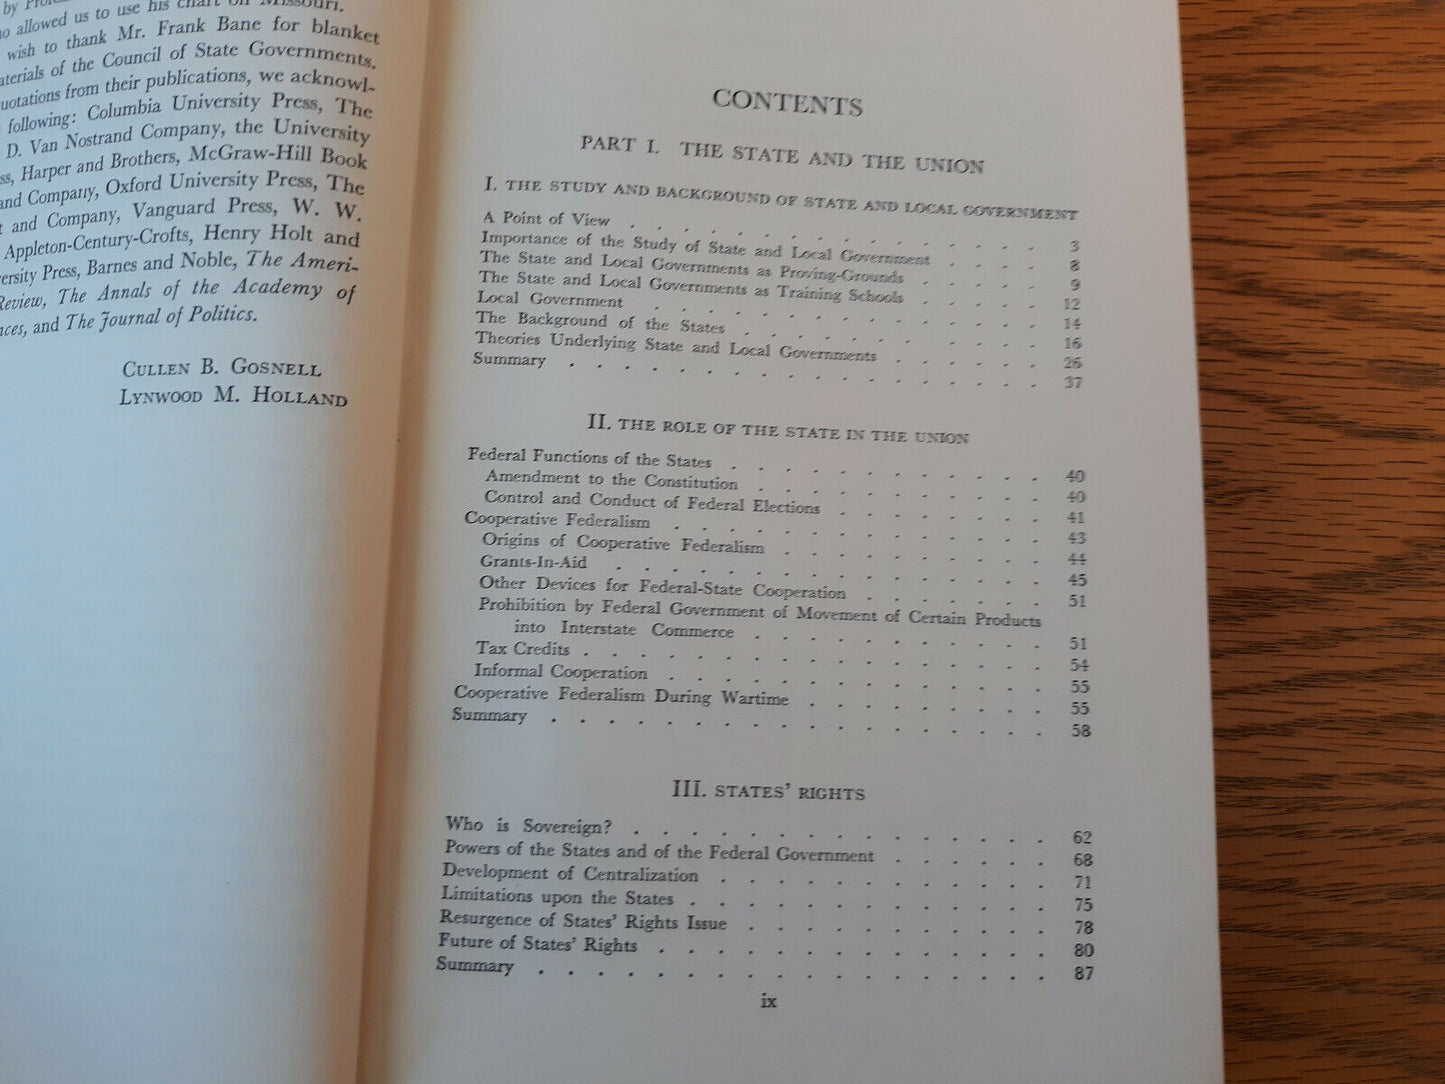 by
who allowed us to use his chart on Missouri.
wish to thank Mr. Frank Bane for blanket
materials of the Council of State Governments.
quotations from their publications, we acknowl-
following: Columbia University Press, The
D. Van Nostrand Company, the University
Harper and Brothers, McGraw-Hill Book
and Company, Oxford University Press, The
and Company, Vanguard Press, W. W.
Appleton-Century-Crofts, Henry Holt and
Press, Barnes and Noble, The Ameri-
Review, The Annals of the Academy of
and The Journal of Politics.
CULLEN B. GOSNELL
LYNWOOD M. HOLLAND
CONTENTS
PART I. THE STATE AND THE UNION
I. THE STUDY AND BACKGROUND OF STATE AND LOCAL GOVERNMENT
A Point of View . . . . . . . . . . . . . . . 3
Importance of the Study of State and Local Government . . . . 8
The State and Local Governments as Proving-Grounds . . . . . 9
The State and Local Governments as Training Schools . . . . . 12
Local Government . . . . . . . . . . . . . . 14
The Background of the States . . . . . . . . . . . . 16
Theories Underlying State and Local Governments . . . . . . 26
Summary . . . . . . . . . . . . . . . . . 37
II. THE ROLE OF THE STATE IN THE UNION
Federal Functions of the States . . . . . . . . . . . . 40
Amendment to the Constitution . . . . . . . . . . . 40
Control and Conduct of Federal Elections . . . . . . . . 41
Cooperative Federalism . . . . . . . . . . . . . . 43
Origins of Cooperative Federalism . . . . . . . . . . 44
Grants-In-Aid . . . . . . . . . . . . . . . . 45
Other Devices for Federal-State Cooperation . . . . . . . 51
Prohibition by Federal Government of Movement of Certain Products
into Interstate Commerce . . . . . . . . . . . 51
Tax Credits . . . . . . . . . . . . . . . . . 54
Informal Cooperation . . . . . . . . . . . . . . 55
Cooperative Federalism During Wartime . . . . . . . . . 55
Summary . . . . . . . . . . . . . . . . . . 58
III. STATES' RIGHTS
Who is Sovereign? . . . . . . . . . . . . . . . 62
Powers of the States and of the Federal Government . . . . . . 68
Development of Centralization . . . . . . . . . . . . 71
Limitations upon the States . . . . . . . . . . . . . 75
Resurgence of States' Rights Issue . . . . . . . . . . . 78
Future of States' Rights . . . . . . . . . . . . . . 80
Summary . . . . . . . . . . . . . . . . . . 87
ix